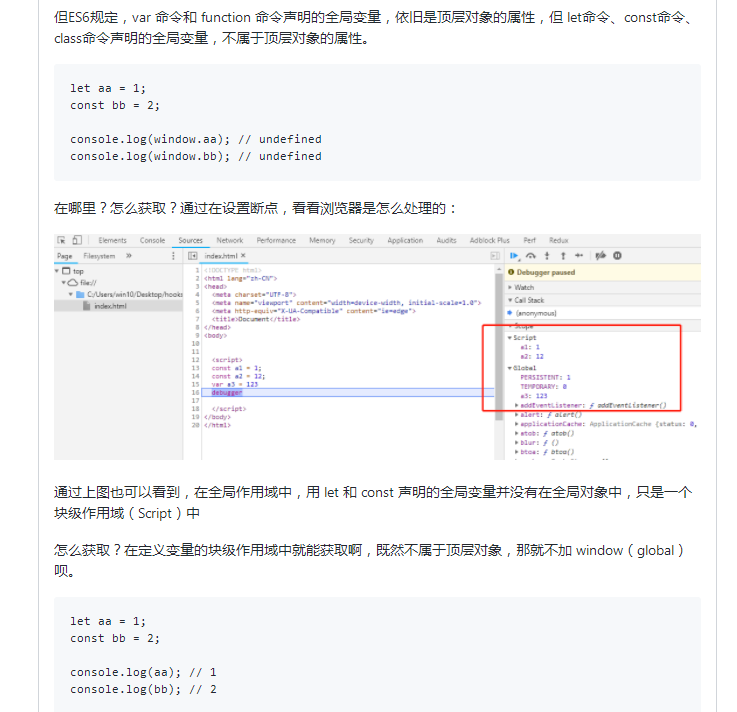 但ES6规定，var 命令和 function 命令声明的全局变量，依旧是顶层对象的属性，但 let命令、const命令、
class命令声明的全局变量，不属于顶层对象的属性。
let aa = 1;
const bb = 2;
console.log(window.aa); // undefined
console.log(window.bb); // undefined
在哪里？怎么获取？通过在设置断点，看看浏览器是怎么处理的：
Elements Console Sources Network Performance Memory Security Application Audits Adblock Plus Perf Redux
Page Filesystem » index.html ×
top
file://
C:/Users/win10/Desktop/hooks
index.html
1 <!DOCTYPE html>
2 <html lang="zh-CN">
3 <head>
4 <meta charset="UTF-8">
5 <meta name="viewport" content="width=device-width, initial-scale=1.0">
6 <meta http-equiv="X-UA-Compatible" content="ie=edge">
7 <title>Document</title>
8 </head>
9 <body>
10
11
12 <script>
13 const a1 = 1;
14 const a2 = 12;
15 var a3 = 123
16 debugger
17
18 </script>
19 </body>
20 </html>
Debugger paused
Watch
Call Stack
(anonymous)
Scope
Script
a1: 1
a2: 12
Global
PERSISTENT: 1
TEMPORARY: 0
a3: 123
addEventListener: ƒ addEventListener()
alert: ƒ alert()
applicationCache: ApplicationCache {status: 0,
atob: ƒ atob()
blur: ƒ ()
btoa: ƒ btoa()
通过上图也可以看到，在全局作用域中，用 let 和 const 声明的全局变量并没有在全局对象中，只是一个
块级作用域（Script）中
怎么获取？在定义变量的块级作用域中就能获取啊，既然不属于顶层对象，那就不加 window（global）
呗。
let aa = 1;
const bb = 2;
console.log(aa); // 1
console.log(bb); // 2